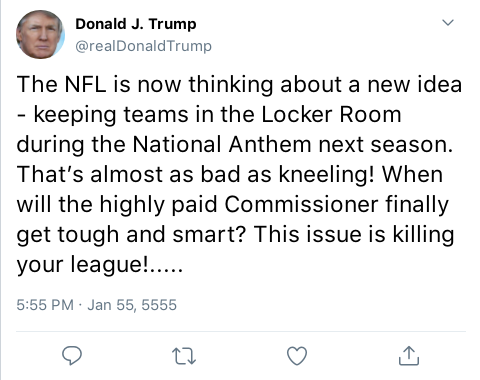 Donald J. Trump
@realDonaldTrump
The NFL is now thinking about a new idea
- keeping teams in the Locker Room
during the National Anthem next season.
That’s almost as bad as kneeling! When
will the highly paid Commissioner finally
get tough and smart? This issue is killing
your league!.....
5:55 PM · Jan 55, 5555